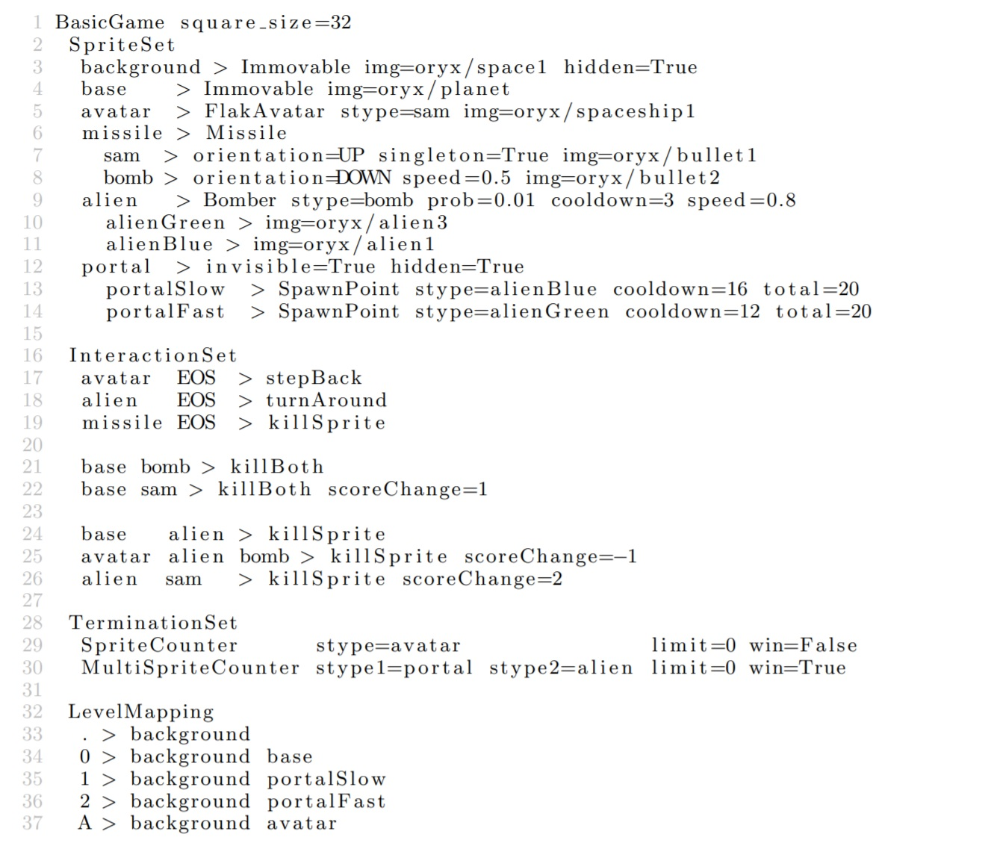 1 BasicGame square_size=32
2 SpriteSet
3 background > Immovable img=oryx/space1 hidden=True
4 base > Immovable img=oryx/planet
5 avatar > FlakAvatar stype=sam img=oryx/spaceship1
6 missile > Missile
7 sam > orientation=UP singleton=True img=oryx/bullet1
8 bomb > orientation=DOWN speed=0.5 img=oryx/bullet2
9 alien > Bomber stype=bomb prob=0.01 cooldown=3 speed=0.8
10 alienGreen > img=oryx/alien3
11 alienBlue > img=oryx/alien1
12 portal > invisible=True hidden=True
13 portalSlow > SpawnPoint stype=alienBlue cooldown=16 total=20
14 portalFast > SpawnPoint stype=alienGreen cooldown=12 total=20
15
16 InteractionSet
17 avatar EOS > stepBack
18 alien EOS > turnAround
19 missile EOS > killSprite
20
21 base bomb > killBoth
22 base sam > killBoth scoreChange=1
23
24 base alien > killSprite
25 avatar alien bomb > killSprite scoreChange=−1
26 alien sam > killSprite scoreChange=2
27
28 TerminationSet
29 SpriteCounter stype=avatar limit=0 win=False
30 MultiSpriteCounter stype1=portal stype2=alien limit=0 win=True
31
32 LevelMapping
33 . > background
34 0 > background base
35 1 > background portalSlow
36 2 > background portalFast
37 A > background avatar